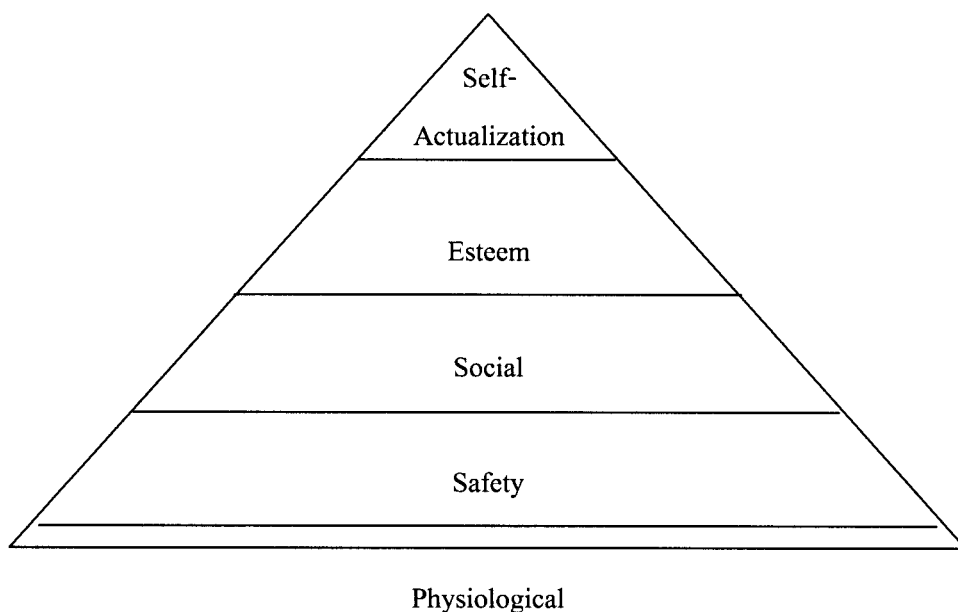 Self-
Actualization
Esteem
Social
Safety
Physiological